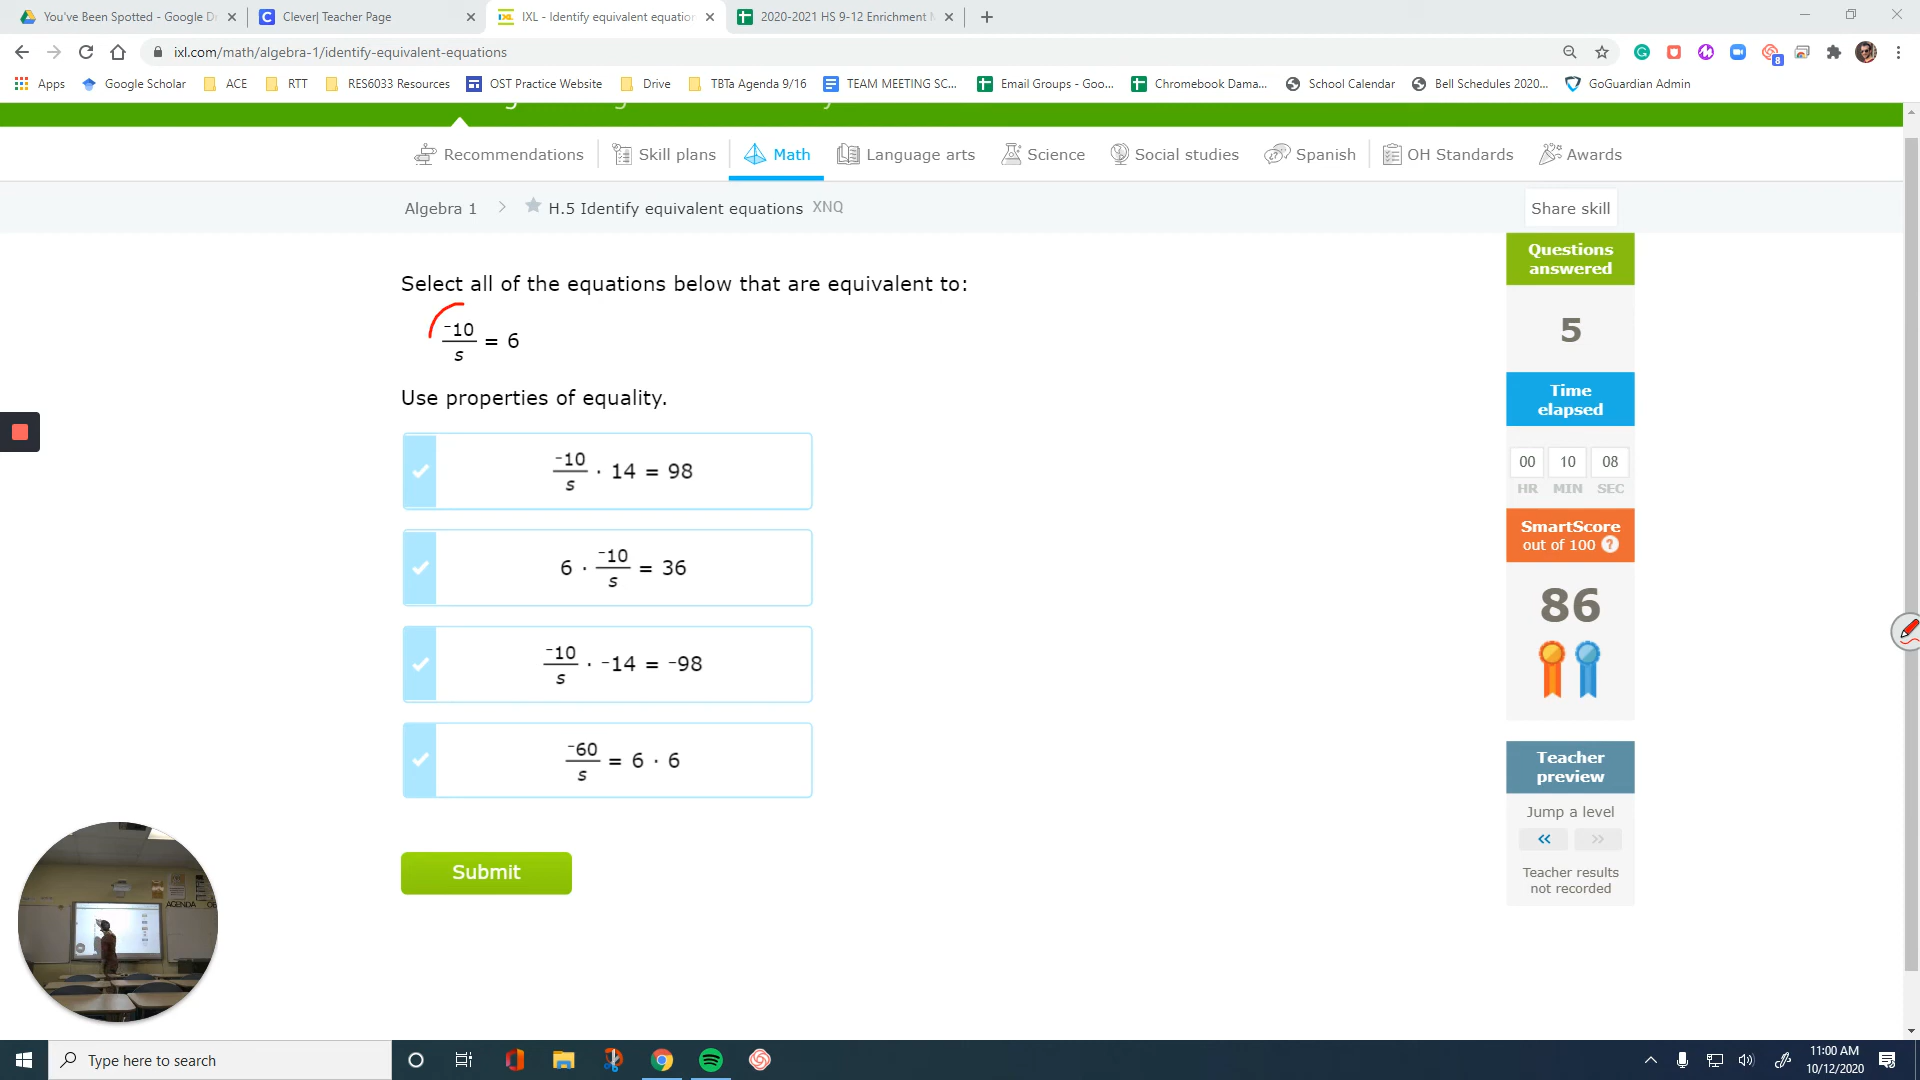 You've Been Spotted - Google Dr
Clever| Teacher Page
IXL - Identify equivalent equation
2020-2021 HS 9-12 Enrichment M
ixl.com/math/algebra-1/identify-equivalent-equations
8
Apps
Google Scholar
ACE
RTT
RES6033 Resources
OST Practice Website
Drive
TBTa Agenda 9/16
TEAM MEETING SC...
Email Groups - Goo...
Chromebook Dama...
School Calendar
Bell Schedules 2020...
GoGuardian Admin
Recommendations
Skill plans
Math
Language arts
Science
Social studies
Spanish
OH Standards
Awards
Algebra 1 > H.5 Identify equivalent equations XNQ
Share skill
Select all of the equations below that are equivalent to:
-10/s = 6
Use properties of equality.
-10/s · 14 = 98
6 · -10/s = 36
-10/s · -14 = -98
-60/s = 6 · 6
Submit
Questions
answered
5
Time
elapsed
00 10 08
HR MIN SEC
SmartScore
out of 100 ?
86
Teacher
preview
Jump a level
Teacher results
not recorded
AGENDA
Type here to search
11:00 AM
10/12/2020